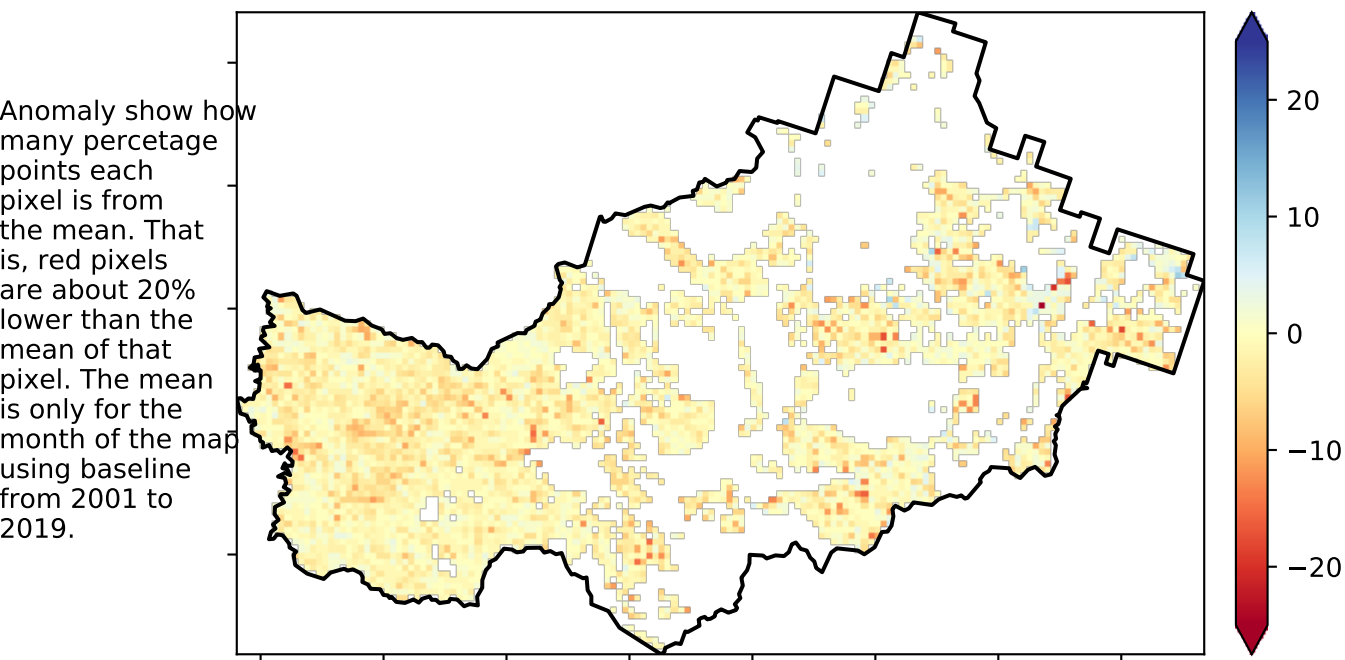 Anomaly show how
many percetage
points each
pixel is from
the mean. That
is, red pixels
are about 20%
lower than the
mean of that
pixel. The mean
is only for the
month of the map
using baseline
from 2001 to
2019.
20
10
0
−10
−20